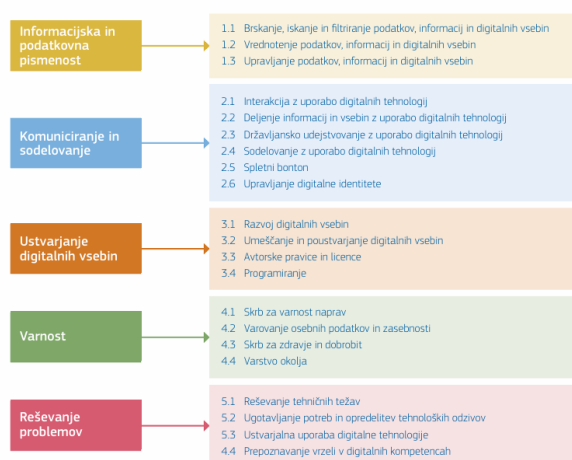 Informacijska in
podatkovna
pismenost
1.1 Brskanje, iskanje in filtriranje podatkov, informacij in digitalnih vsebin
1.2 Vrednotenje podatkov, informacij in digitalnih vsebin
1.3 Upravljanje podatkov, informacij in digitalnih vsebin
Komuniciranje in
sodelovanje
2.1 Interakcija z uporabo digitalnih tehnologij
2.2 Deljenje informacij in vsebin z uporabo digitalnih tehnologij
2.3 Državljansko udejstvovanje z uporabo digitalnih tehnologij
2.4 Sodelovanje z uporabo digitalnih tehnologij
2.5 Spletni bonton
2.6 Upravljanje digitalne identitete
Ustvarjanje
digitalnih vsebin
3.1 Razvoj digitalnih vsebin
3.2 Umeščanje in poustvarjanje digitalnih vsebin
3.3 Avtorske pravice in licence
3.4 Programiranje
Varnost
4.1 Skrb za varnost naprav
4.2 Varovanje osebnih podatkov in zasebnosti
4.3 Skrb za zdravje in dobrobit
4.4 Varstvo okolja
Reševanje
problemov
5.1 Reševanje tehničnih težav
5.2 Ugotavljanje potreb in opredelitev tehnoloških odzivov
5.3 Ustvarjalna uporaba digitalne tehnologije
4.4 Prepoznavanje vrzeli v digitalnih kompetencah